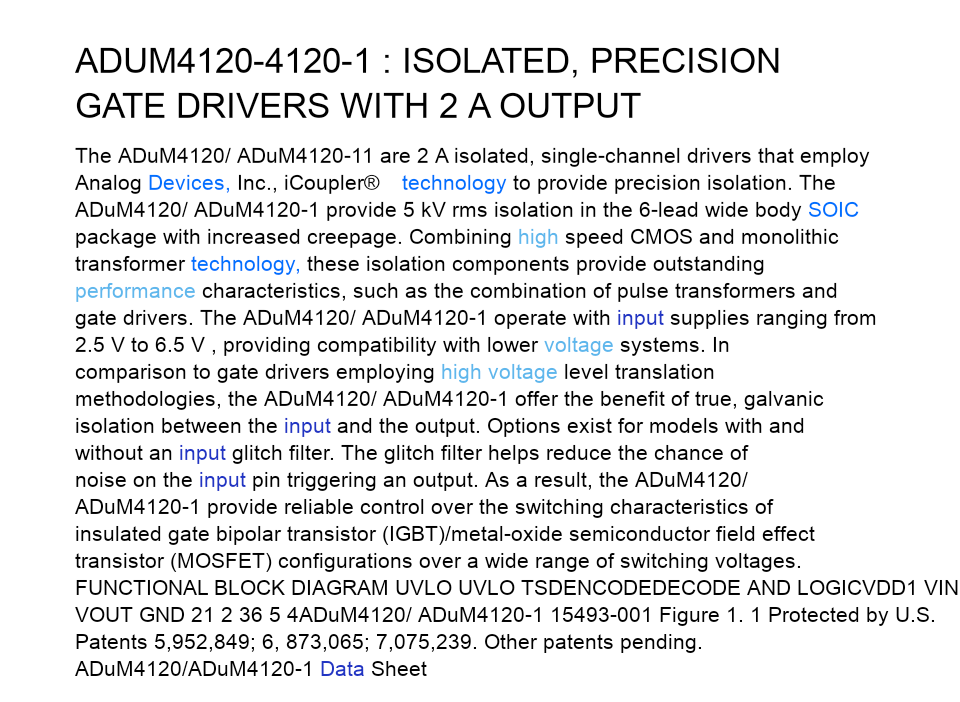 ADUM4120-4120-1 : ISOLATED, PRECISION
GATE DRIVERS WITH 2 A OUTPUT
The ADuM4120/ ADuM4120-11 are 2 A isolated, single-channel drivers that employ
Analog Devices, Inc., iCoupler® technology to provide precision isolation. The
ADuM4120/ ADuM4120-1 provide 5 kV rms isolation in the 6-lead wide body SOIC
package with increased creepage. Combining high speed CMOS and monolithic
transformer technology, these isolation components provide outstanding
performance characteristics, such as the combination of pulse transformers and
gate drivers. The ADuM4120/ ADuM4120-1 operate with input supplies ranging from
2.5 V to 6.5 V , providing compatibility with lower voltage systems. In
comparison to gate drivers employing high voltage level translation
methodologies, the ADuM4120/ ADuM4120-1 offer the benefit of true, galvanic
isolation between the input and the output. Options exist for models with and
without an input glitch filter. The glitch filter helps reduce the chance of
noise on the input pin triggering an output. As a result, the ADuM4120/
ADuM4120-1 provide reliable control over the switching characteristics of
insulated gate bipolar transistor (IGBT)/metal-oxide semiconductor field effect
transistor (MOSFET) configurations over a wide range of switching voltages.
FUNCTIONAL BLOCK DIAGRAM UVLO UVLO TSDENCODEDECODE AND LOGICVDD1 VIN
VOUT GND 21 2 36 5 4ADuM4120/ ADuM4120-1 15493-001 Figure 1. 1 Protected by U.S.
Patents 5,952,849; 6, 873,065; 7,075,239. Other patents pending.
ADuM4120/ADuM4120-1 Data Sheet